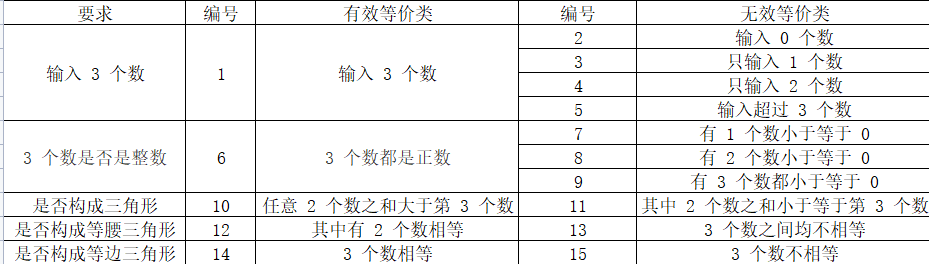 要求 编号 有效等价类 编号 无效等价类
输入 3 个数 1 输入 3 个数 2 输入 0 个数
3 只输入 1 个数
4 只输入 2 个数
5 输入超过 3 个数
3 个数是否是整数 6 3 个数都是正数 7 有 1 个数小于等于 0
8 有 2 个数小于等于 0
9 有 3 个数都小于等于 0
是否构成三角形 10 任意 2 个数之和大于第 3 个数 11 其中 2 个数之和小于等于第 3 个数
是否构成等腰三角形 12 其中有 2 个数相等 13 3 个数之间均不相等
是否构成等边三角形 14 3 个数相等 15 3 个数不相等